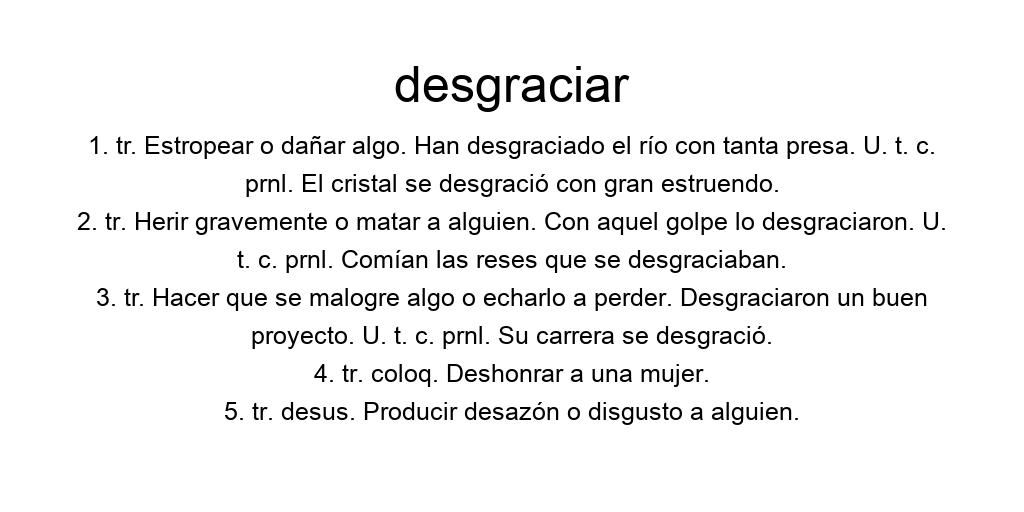 desgraciar
1. tr. Estropear o dañar algo. Han desgraciado el río con tanta presa. U. t. c.
prnl. El cristal se desgració con gran estruendo.
2. tr. Herir gravemente o matar a alguien. Con aquel golpe lo desgraciaron. U.
t. c. prnl. Comían las reses que se desgraciaban.
3. tr. Hacer que se malogre algo o echarlo a perder. Desgraciaron un buen
proyecto. U. t. c. prnl. Su carrera se desgració.
4. tr. coloq. Deshonrar a una mujer.
5. tr. desus. Producir desazón o disgusto a alguien.